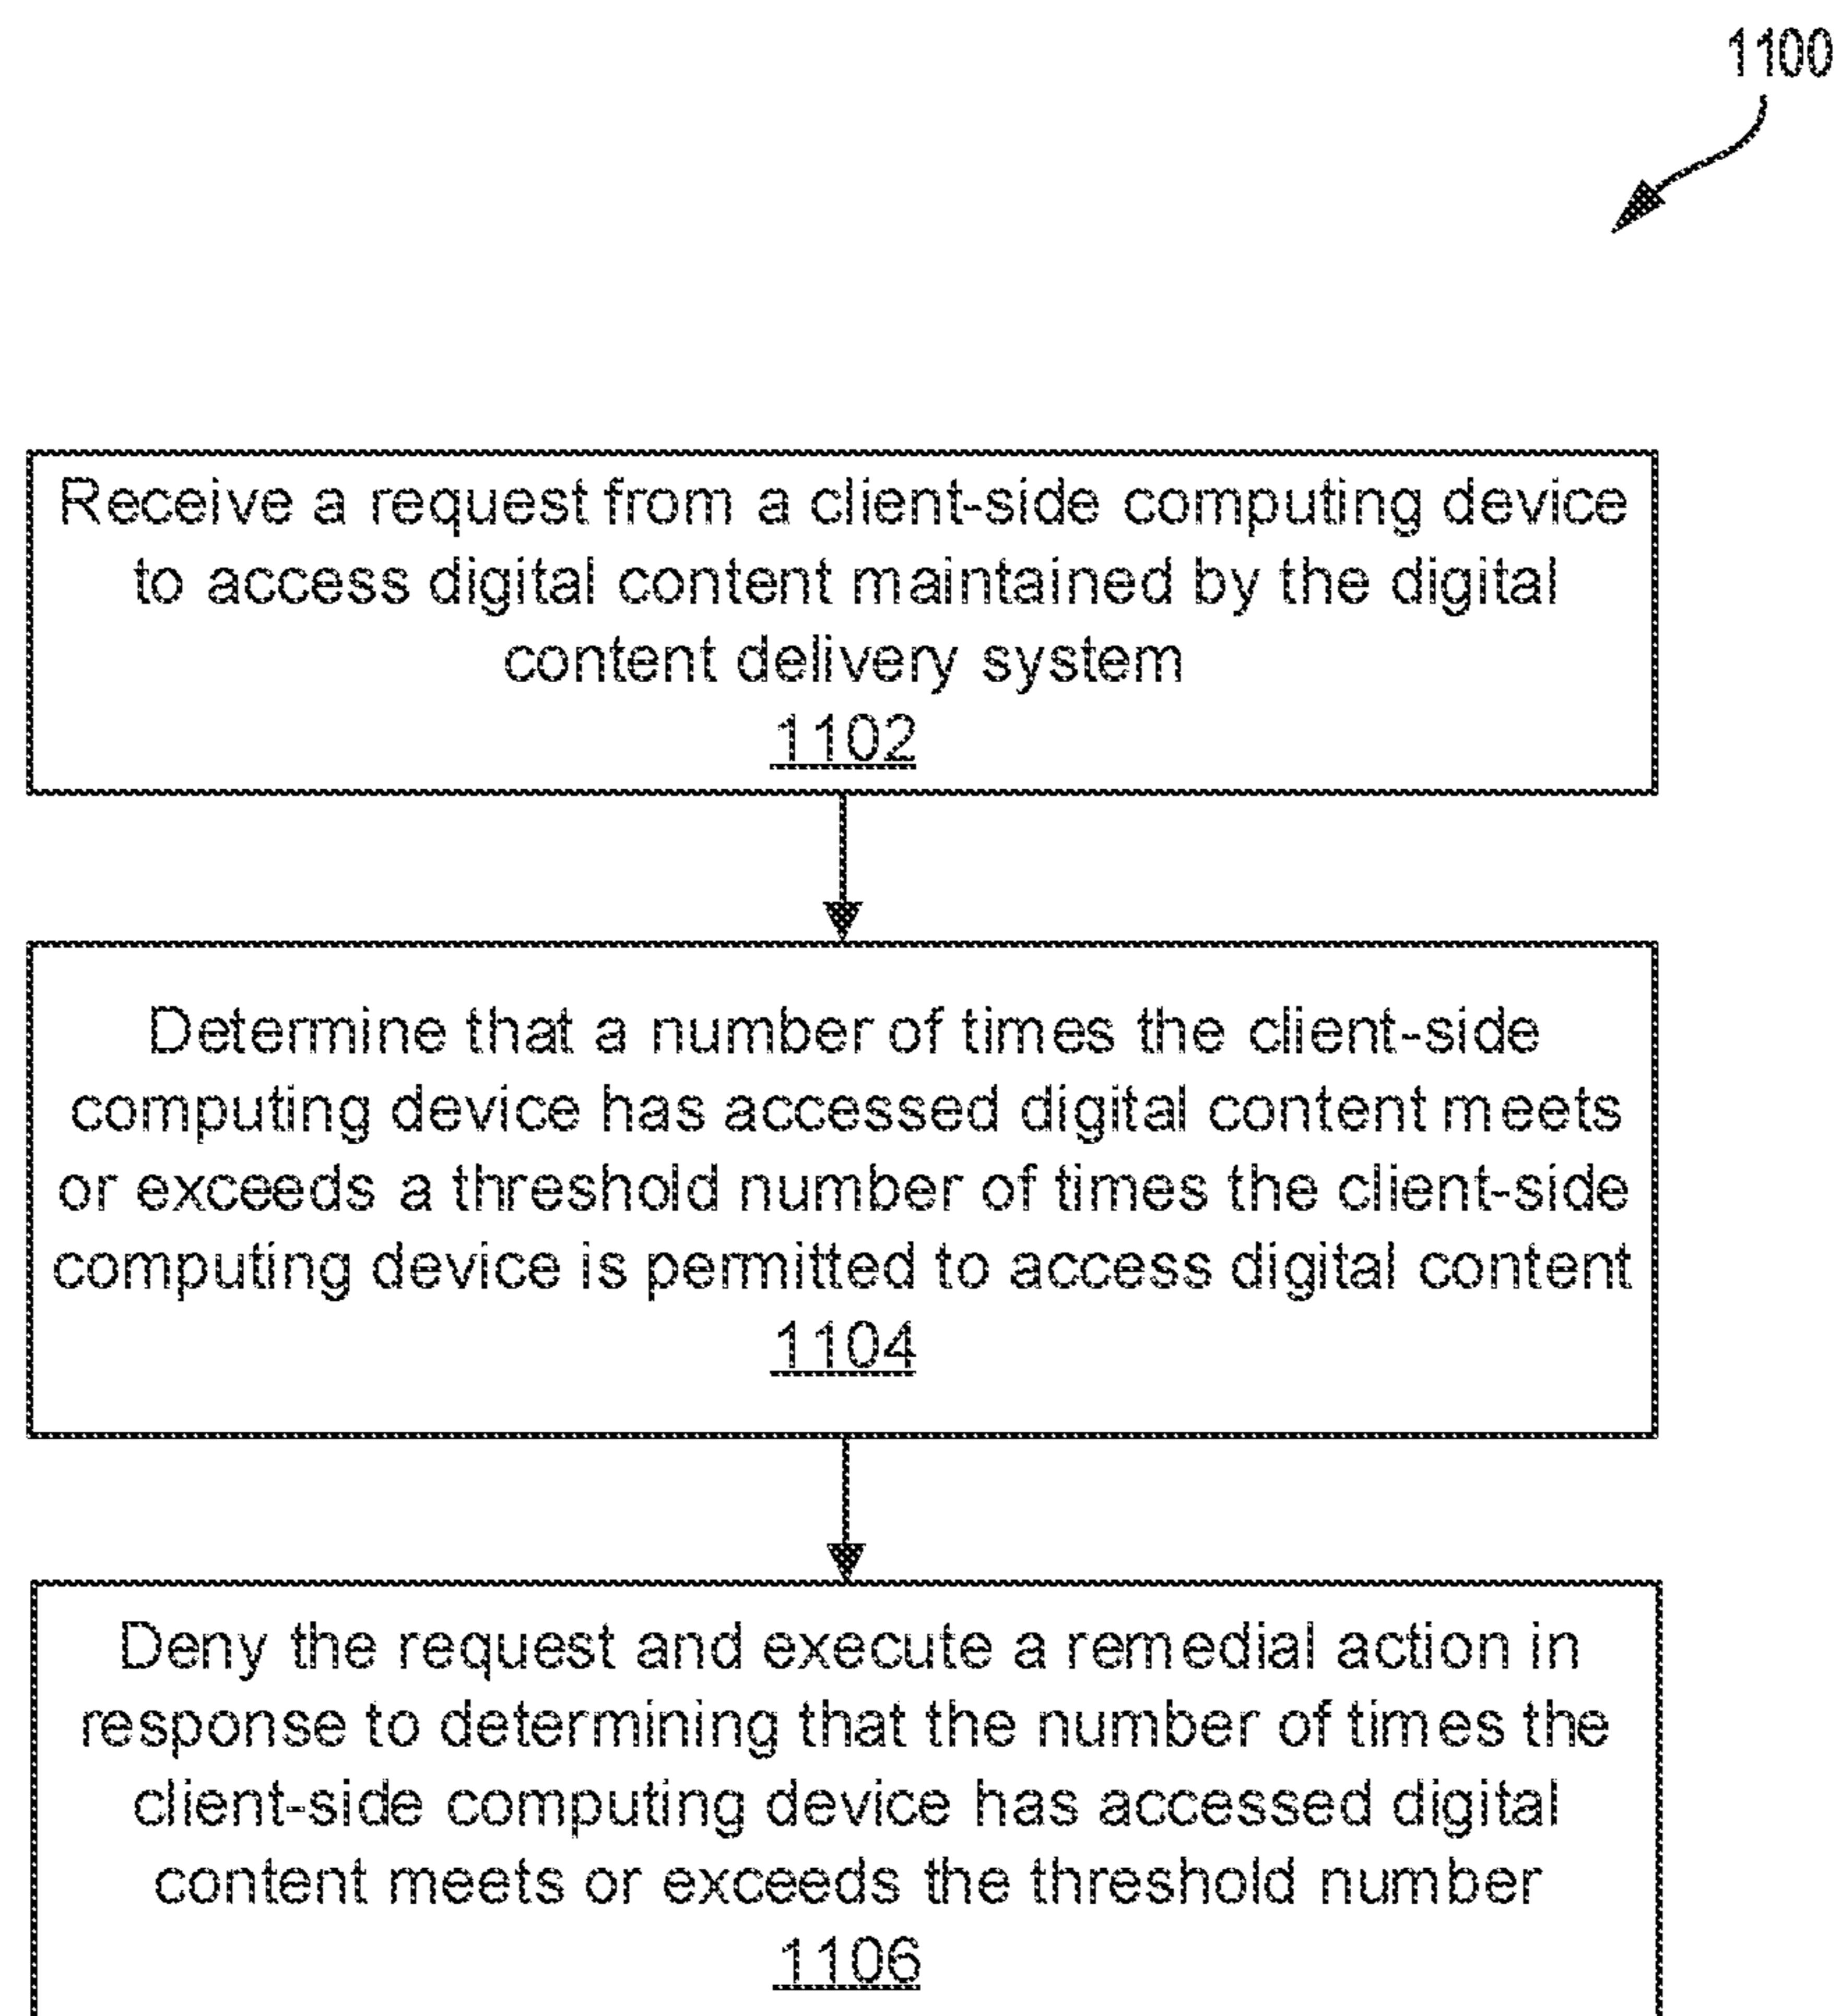 1100
Receive a request from a client-side computing device
to access digital content maintained by the digital
content delivery system
1102
Determine that a number of times the client-side
computing device has accessed digital content meets
or exceeds a threshold number of times the client-side
computing device is permitted to access digital content
1104
Deny the request and execute a remedial action in
response to determining that the number of times the
client-side computing device has accessed digital
content meets or exceeds the threshold number
1106